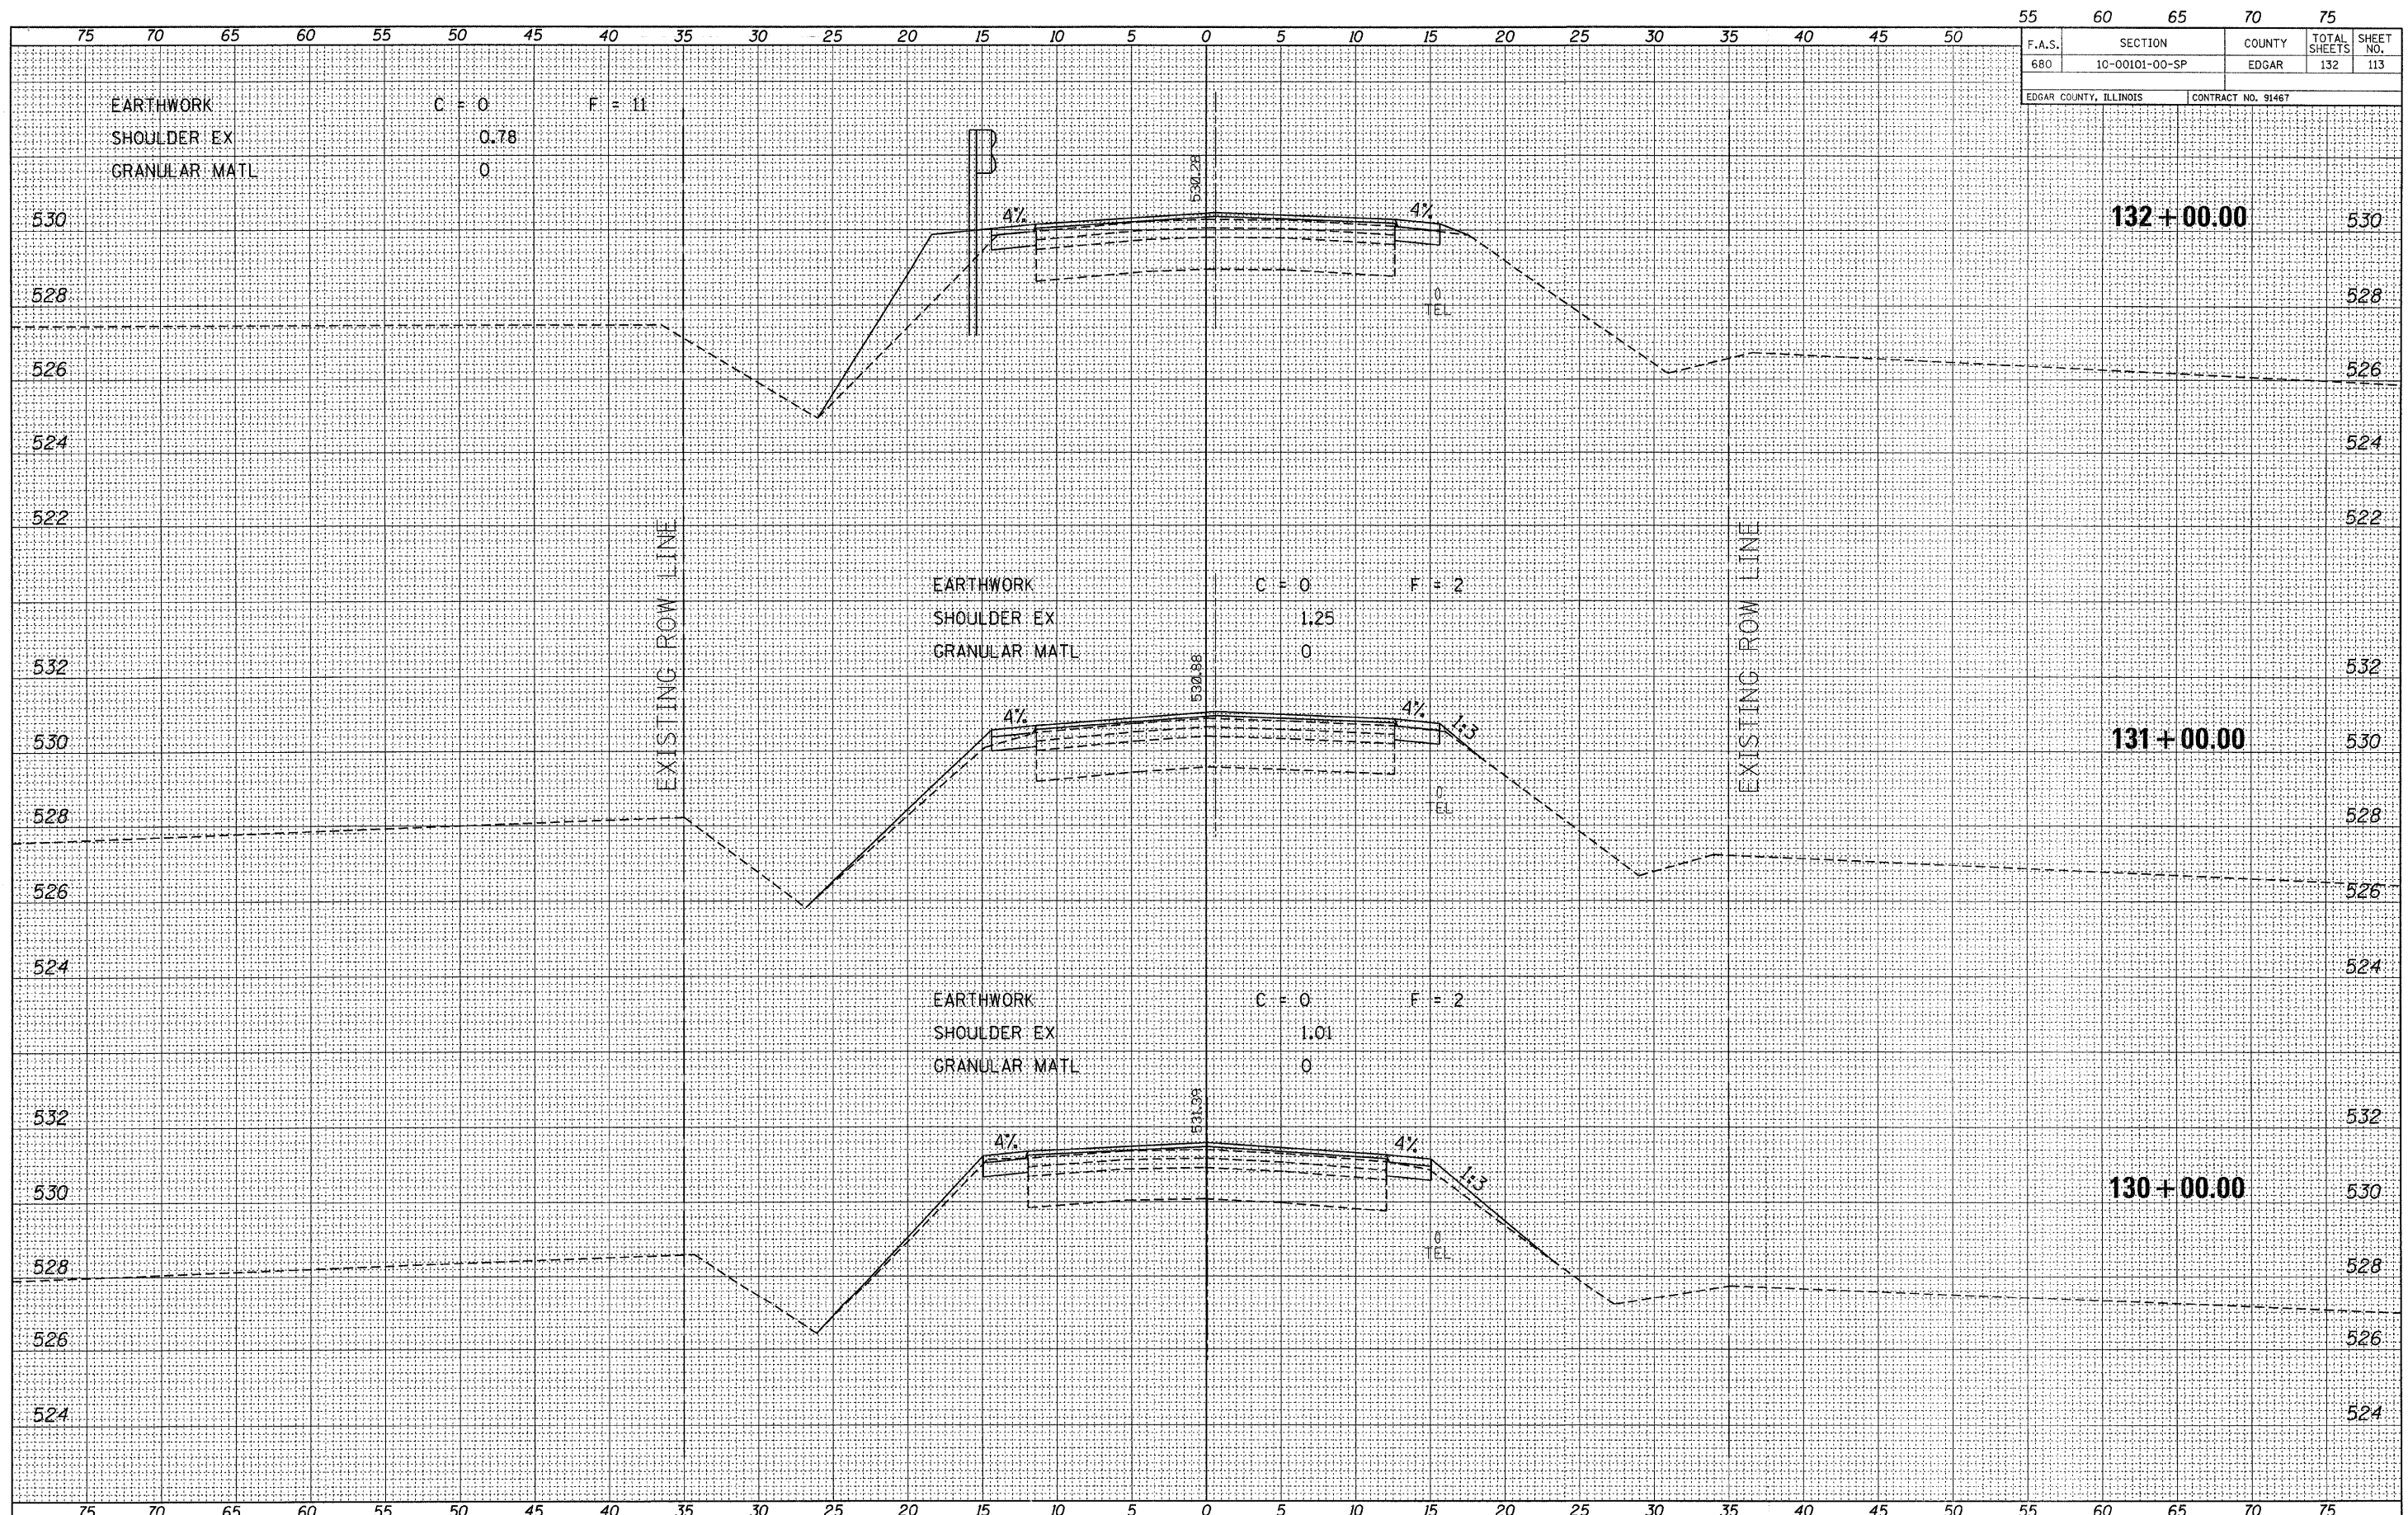 55 60 65 70 75
75 70 65 60 55 50 45 40 35 30 25 20 15 10 5 0 5 10 15 20 25 30 35 40 45 50
F.A.S. SECTION COUNTY TOTAL SHEETS SHEET NO.
680 10-00101-00-SP EDGAR 132 113
EDGAR COUNTY, ILLINOIS CONTRACT NO. 91467
EARTHWORK C = 0 F = 11
SHOULDER EX 0.78
GRANULAR MATL 0
530.28
530 4% 4% 132+00.00 530
528 0 528
TEL
526 526
524 524
522 522
EXISTING ROW LINE
EXISTING ROW LINE
EARTHWORK C = 0 F = 2
SHOULDER EX 1.25
GRANULAR MATL 0
532 530.88 532
4% 4% 1:3
530 131+00.00 530
0
TEL
528 528
526 526
524 524
EARTHWORK C = 0 F = 2
SHOULDER EX 1.01
GRANULAR MATL 0
531.39
532 532
4% 4% 1:3
530 130+00.00 530
0
TEL
528 528
526 526
524 524
75 70 65 60 55 50 45 40 35 30 25 20 15 10 5 0 5 10 15 20 25 30 35 40 45 50 55 60 65 70 75